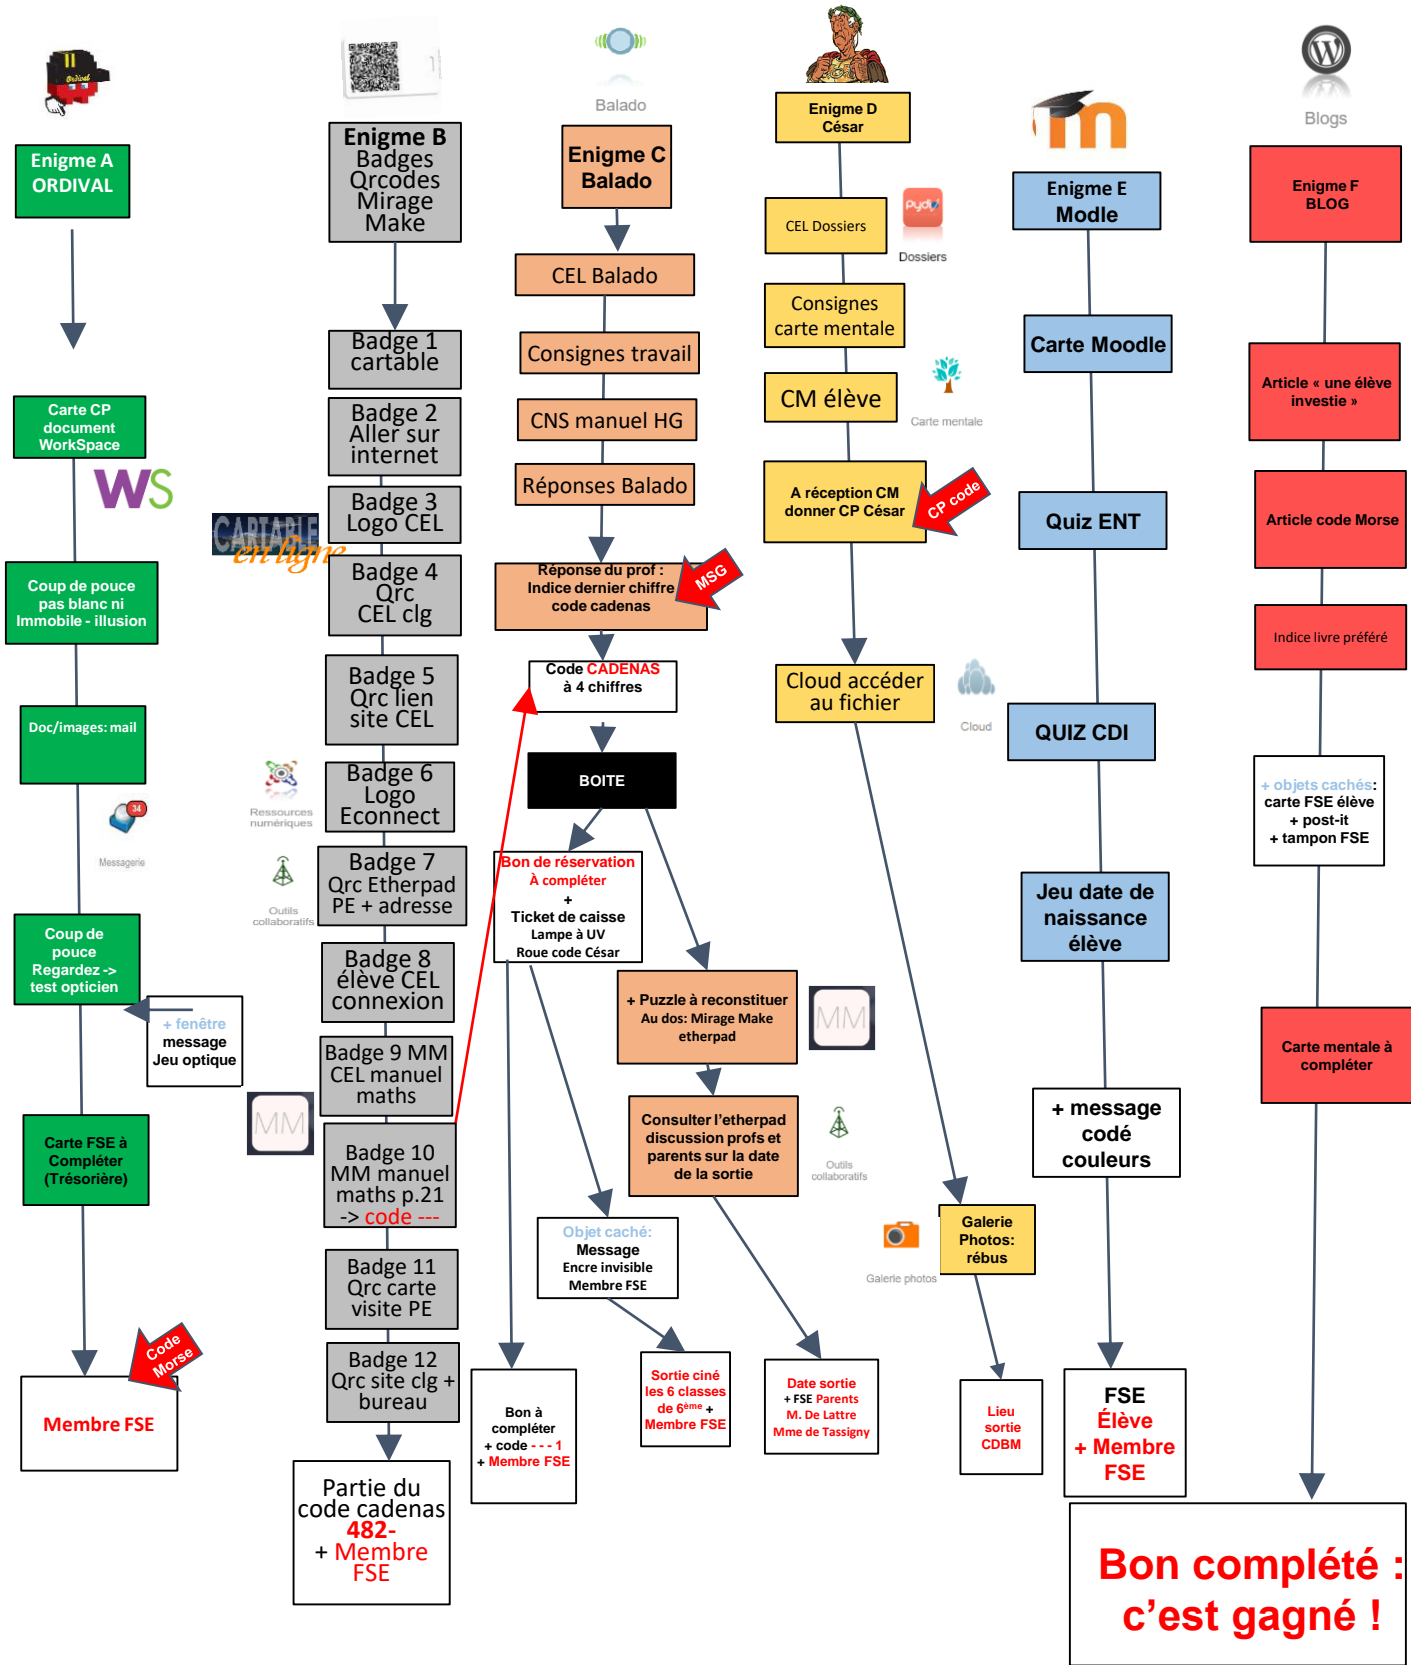 Ordival
Enigme A
ORDIVAL
Carte CP
document
WorkSpace
WS
Coup de pouce
pas blanc ni
Immobile - illusion
Doc/images: mail
34
Messagerie
Coup de
pouce
Regardez ->
test opticien
+ fenêtre
message
Jeu optique
Carte FSE à
Compléter
(Trésorière)
Code
Morse
Membre FSE
Enigme B
Badges
Qrcodes
Mirage
Make
Badge 1
cartable
Badge 2
Aller sur
internet
Badge 3
Logo CEL
CARTABLE
en ligne
Badge 4
Qrc
CEL clg
Badge 5
Qrc lien
site CEL
Badge 6
Logo
Econnect
Ressources
numériques
Badge 7
Qrc Etherpad
PE + adresse
Outils
collaboratifs
Badge 8
élève CEL
connexion
Badge 9 MM
CEL manuel
maths
MM
Badge 10
MM manuel
maths p.21
-> code ---
Badge 11
Qrc carte
visite PE
Badge 12
Qrc site clg +
bureau
Partie du
code cadenas
482-
+ Membre
FSE
Balado
Enigme C
Balado
CEL Balado
Consignes travail
CNS manuel HG
Réponses Balado
Réponse du prof :
Indice dernier chiffre
code cadenas
MSG
Code CADENAS
à 4 chiffres
BOITE
Bon de réservation
À compléter
+
Ticket de caisse
Lampe à UV
Roue code César
+ Puzzle à reconstituer
Au dos: Mirage Make
etherpad
MM
Consulter l'etherpad
discussion profs et
parents sur la date
de la sortie
Outils
collaboratifs
Objet caché:
Message
Encre invisible
Membre FSE
Bon à
compléter
+ code - - - 1
+ Membre FSE
Sortie ciné
les 6 classes
de 6ème +
Membre FSE
Date sortie
+ FSE Parents
M. De Lattre
Mme de Tassigny
Enigme D
César
CEL Dossiers
pydio
Dossiers
Consignes
carte mentale
CM élève
Carte mentale
A réception CM
donner CP César
CP code
Cloud accéder
au fichier
Cloud
Galerie
Photos:
rébus
Galerie photos
Lieu
sortie
CDBM
m
Enigme E
Modle
Carte Moodle
Quiz ENT
QUIZ CDI
Jeu date de
naissance
élève
+ message
codé
couleurs
FSE
Élève
+ Membre
FSE
W
Blogs
Enigme F
BLOG
Article « une élève
investie »
Article code Morse
Indice livre préféré
+ objets cachés:
carte FSE élève
+ post-it
+ tampon FSE
Carte mentale à
compléter
Bon complété :
c'est gagné !